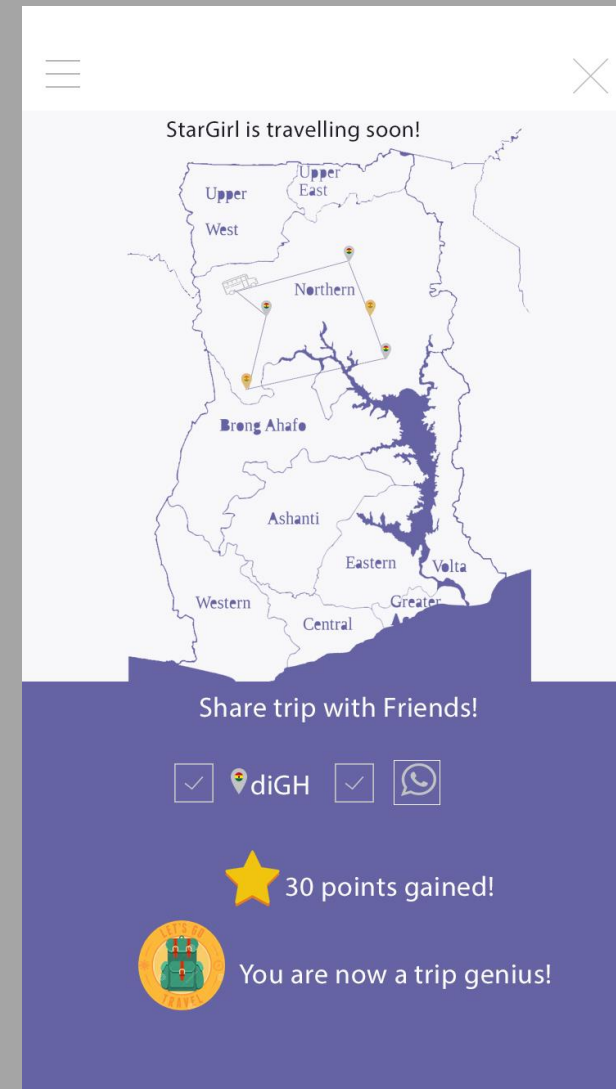 StarGirl is travelling soon!
Upper
East
Upper
West
Northern
Brong Ahafo
Ashanti
Eastern
Volta
Western
Greater
Central
Share trip with Friends!
diGH
30 points gained!
LET'S GO
TRAVEL
You are now a trip genius!